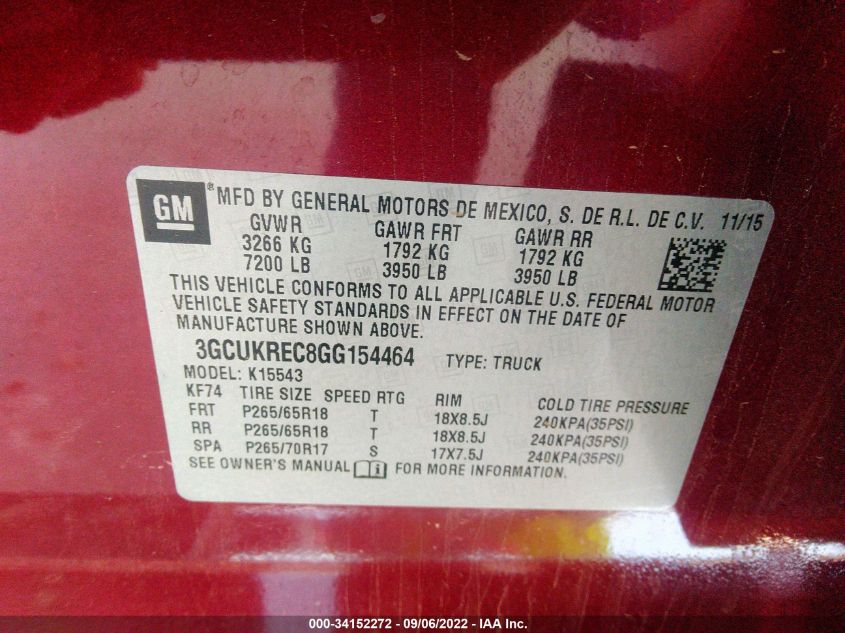 GM ® MFD BY GENERAL MOTORS DE MEXICO, S. DE R.L. DE C.V. 11/15
GVWR GAWR FRT GAWR RR
3266 KG 1792 KG 1792 KG
7200 LB 3950 LB 3950 LB
THIS VEHICLE CONFORMS TO ALL APPLICABLE U.S. FEDERAL MOTOR
VEHICLE SAFETY STANDARDS IN EFFECT ON THE DATE OF
MANUFACTURE SHOWN ABOVE.
3GCUKREC8GG154464 TYPE: TRUCK
MODEL: K15543
KF74 TIRE SIZE SPEED RTG RIM COLD TIRE PRESSURE
FRT P265/65R18 T 18X8.5J 240KPA(35PSI)
RR P265/65R18 T 18X8.5J 240KPA(35PSI)
SPA P265/70R17 S 17X7.5J 240KPA(35PSI)
SEE OWNER'S MANUAL FOR MORE INFORMATION.
000-34152272 - 09/06/2022 - IAA Inc.